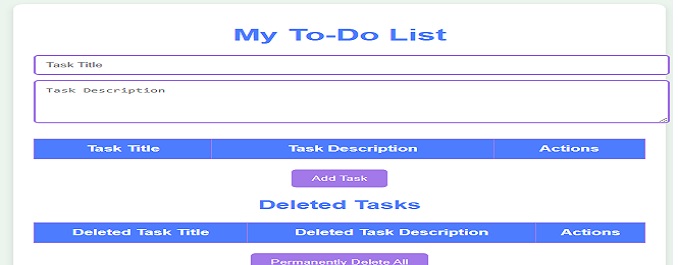 My To-Do List
Task Title
Task Description
Task Title Task Description Actions
Add Task
Deleted Tasks
Deleted Task Title Deleted Task Description Actions
Permanently Delete All